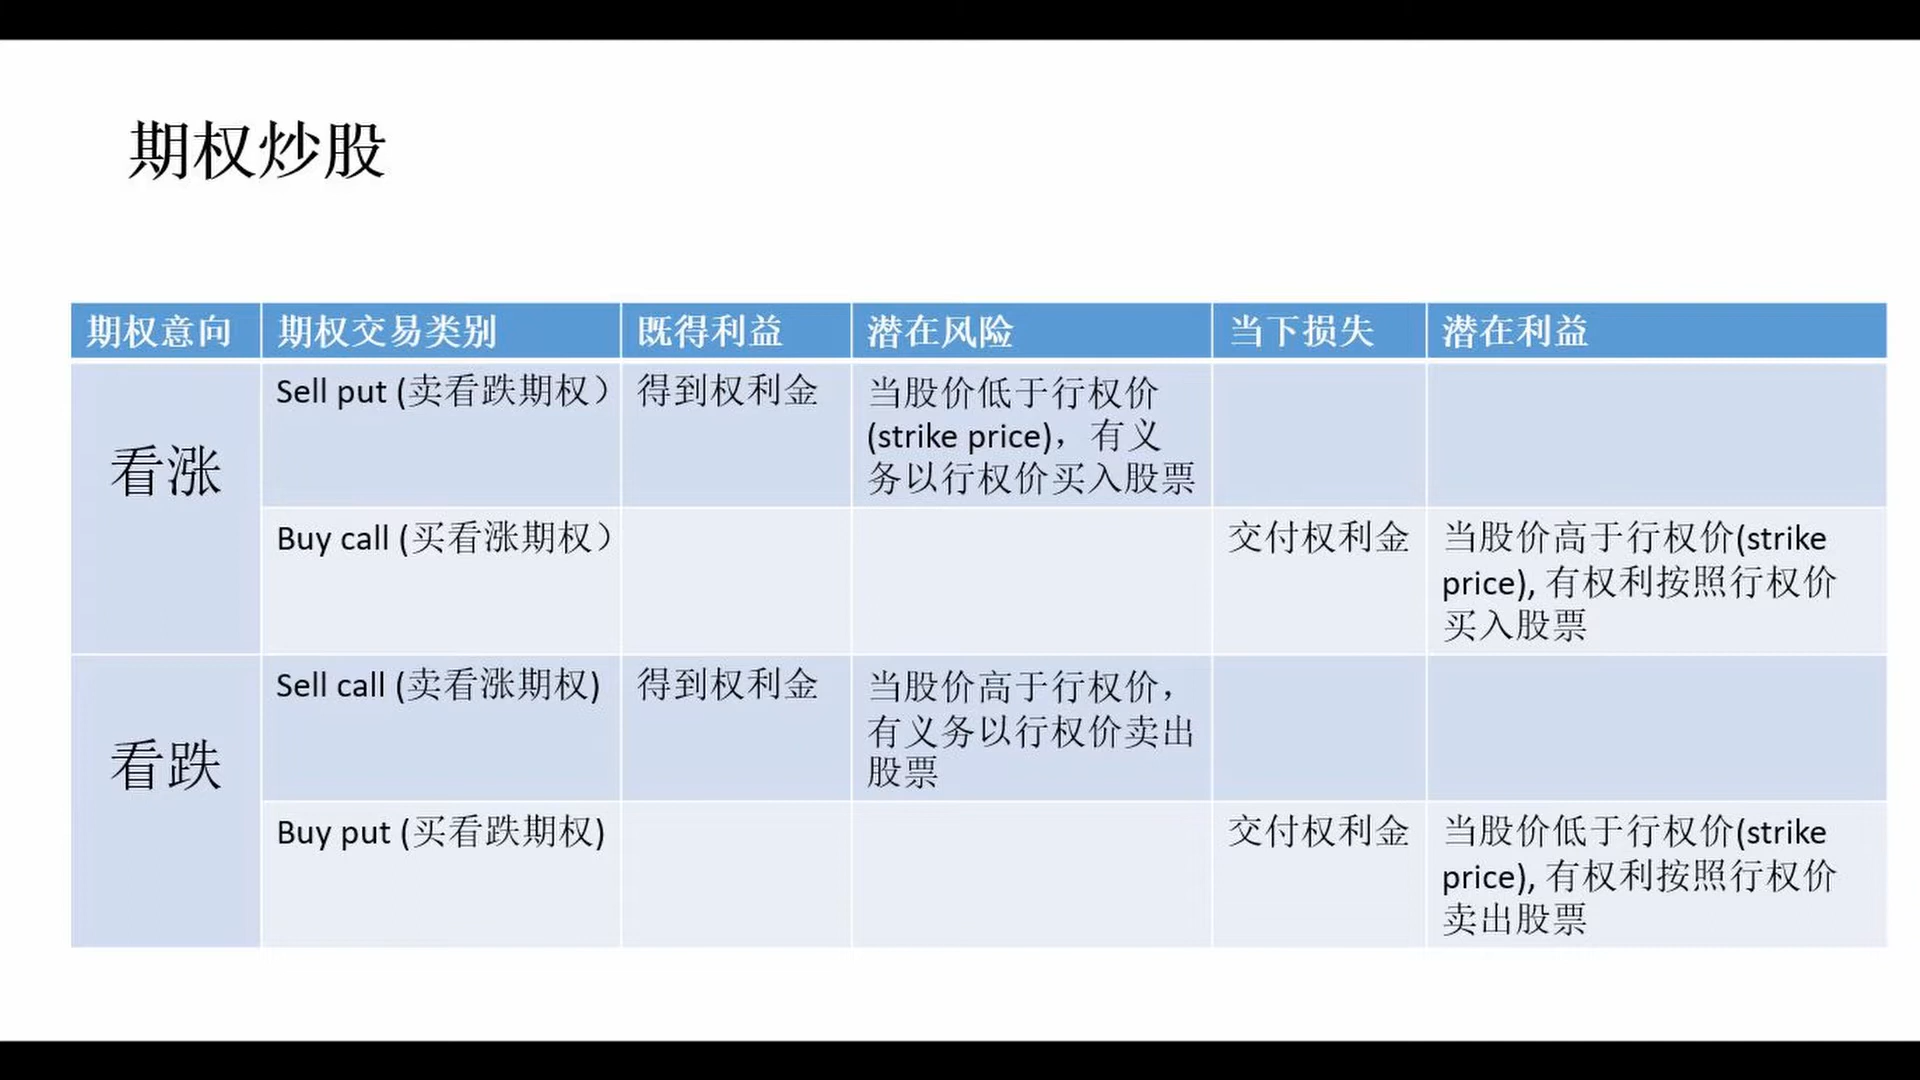 期权炒股
期权意向 期权交易类别 既得利益 潜在风险 当下损失 潜在利益
看涨
Sell put (卖看跌期权）
得到权利金
当股价低于行权价
(strike price)，有义
务以行权价买入股票
Buy call (买看涨期权）
交付权利金
当股价高于行权价(strike
price), 有权利按照行权价
买入股票
看跌
Sell call (卖看涨期权)
得到权利金
当股价高于行权价，
有义务以行权价卖出
股票
Buy put (买看跌期权)
交付权利金
当股价低于行权价(strike
price), 有权利按照行权价
卖出股票